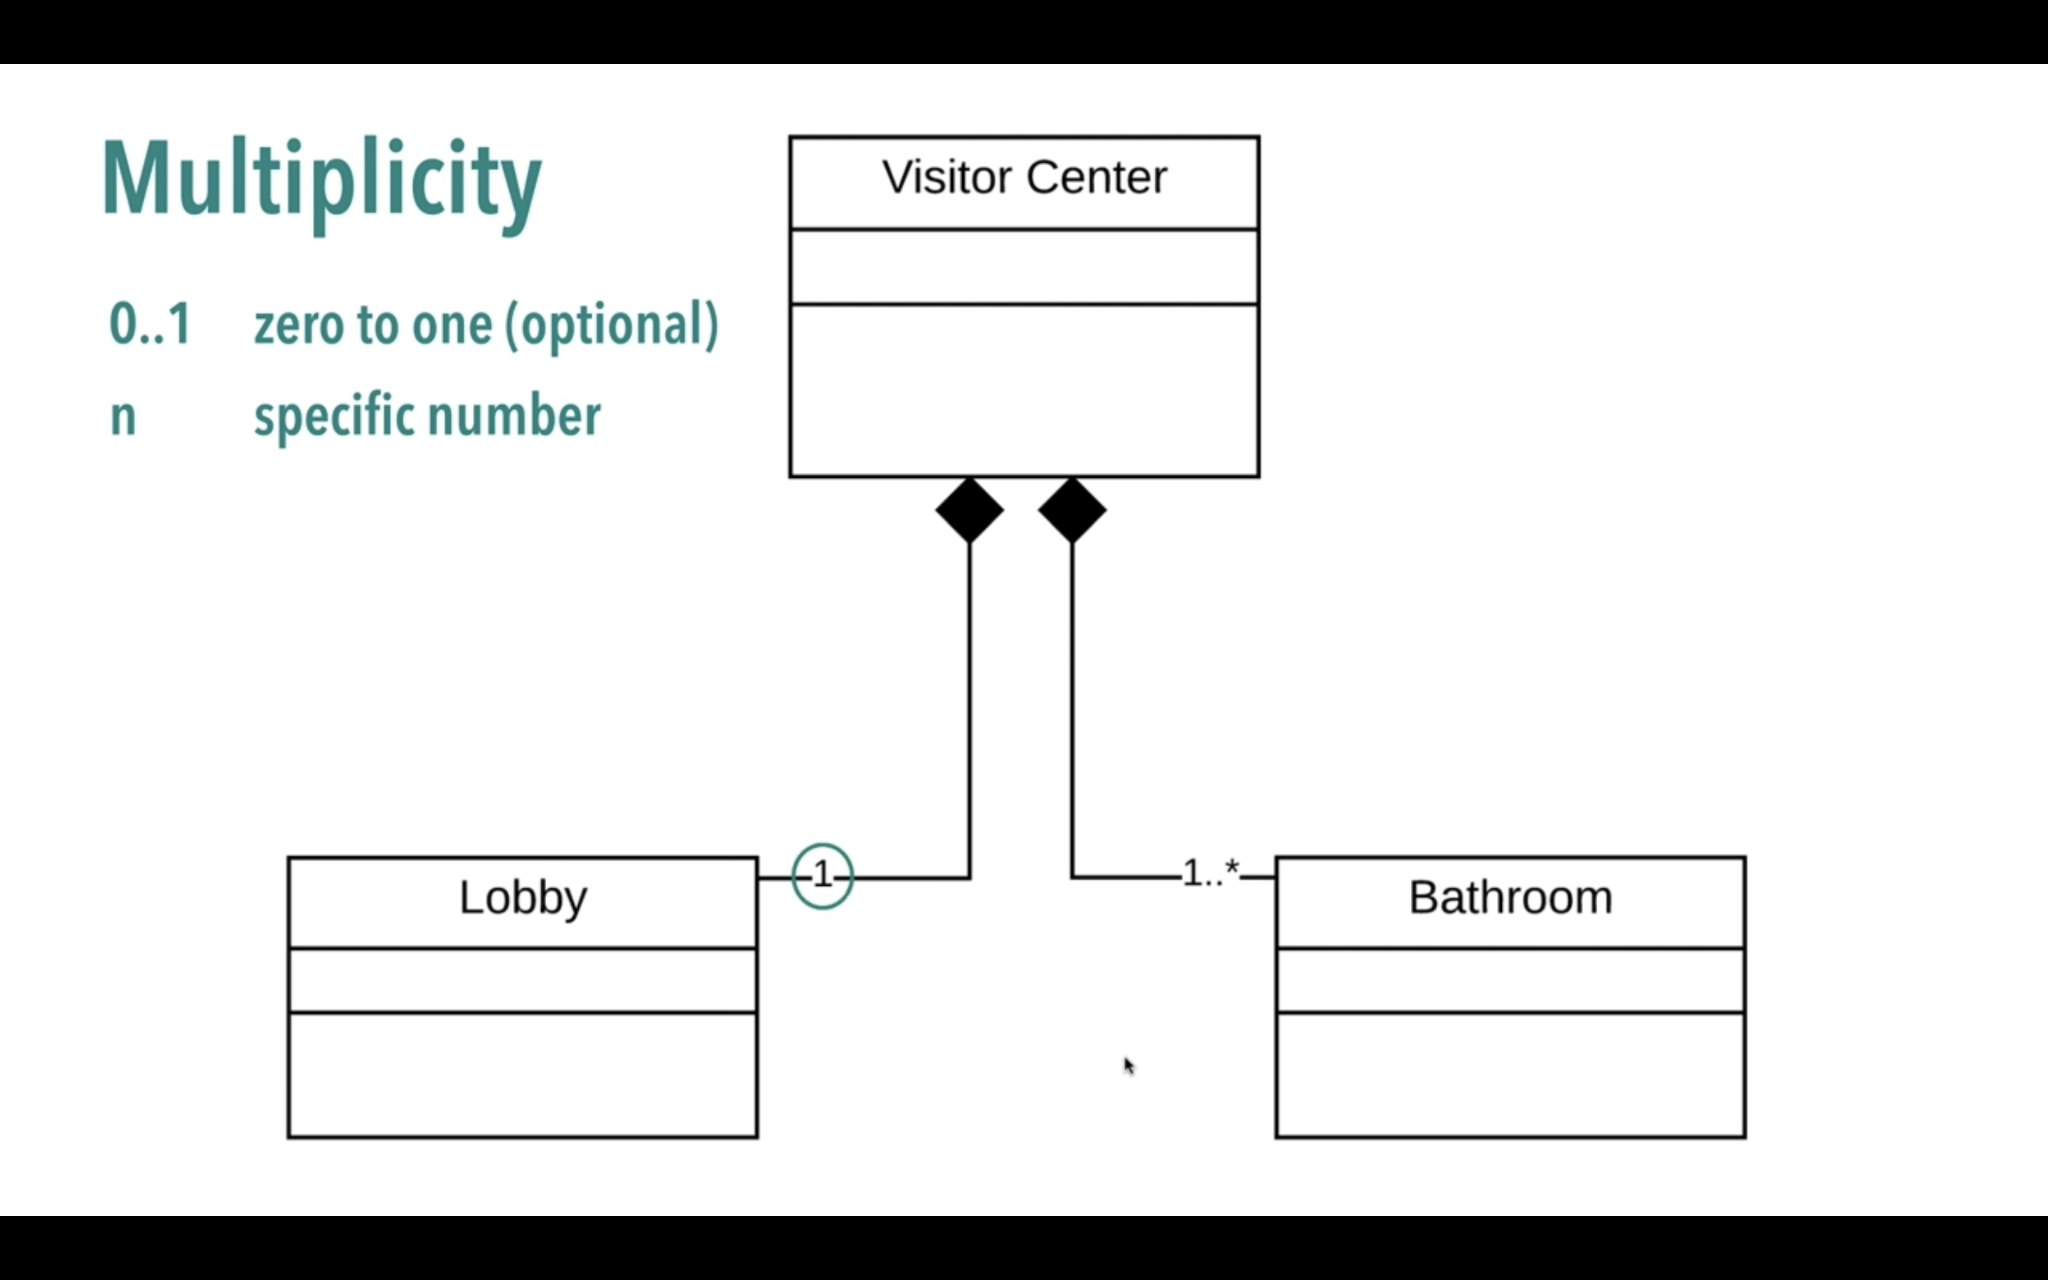 Multiplicity
0..1 zero to one (optional)
n specific number
Visitor Center
Lobby
1
1..*
Bathroom